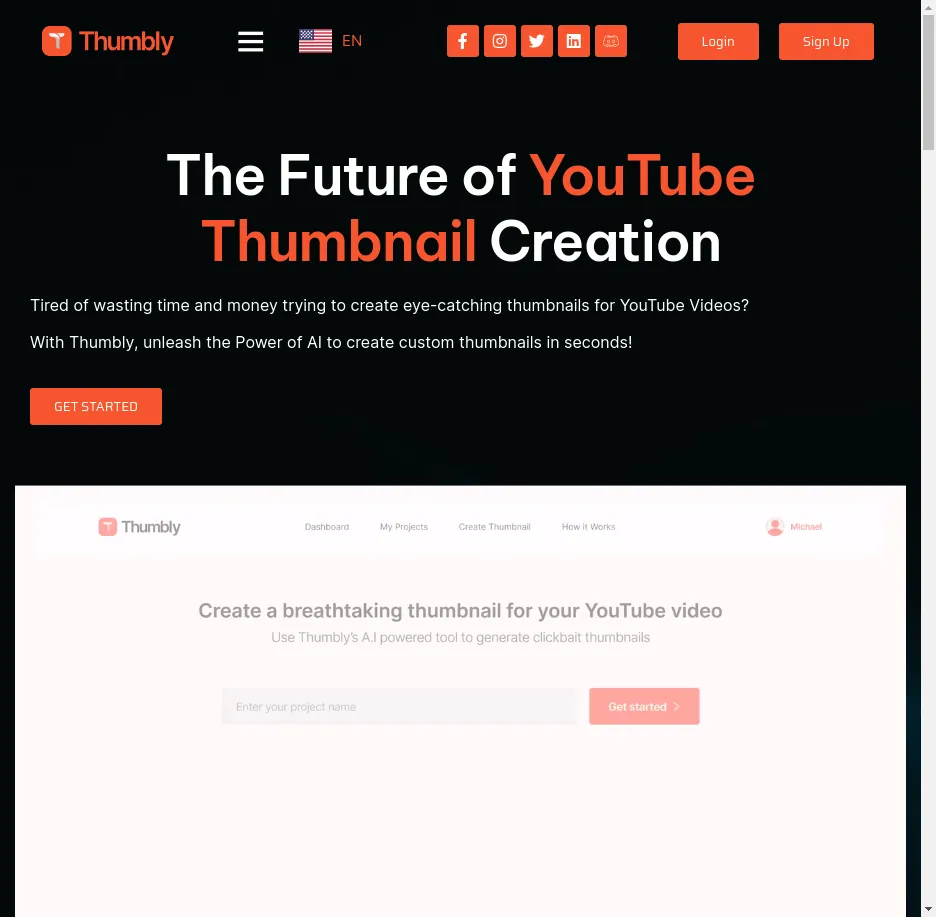 Thumbly
EN
Login
Sign Up
The Future of YouTube
Thumbnail Creation
Tired of wasting time and money trying to create eye-catching thumbnails for YouTube Videos?
With Thumbly, unleash the Power of AI to create custom thumbnails in seconds!
GET STARTED
Thumbly
Dashboard
My Projects
Create Thumbnail
How it Works
Michael
Create a breathtaking thumbnail for your YouTube video
Use Thumbly's A.I powered tool to generate clickbait thumbnails
Enter your project name
Get started